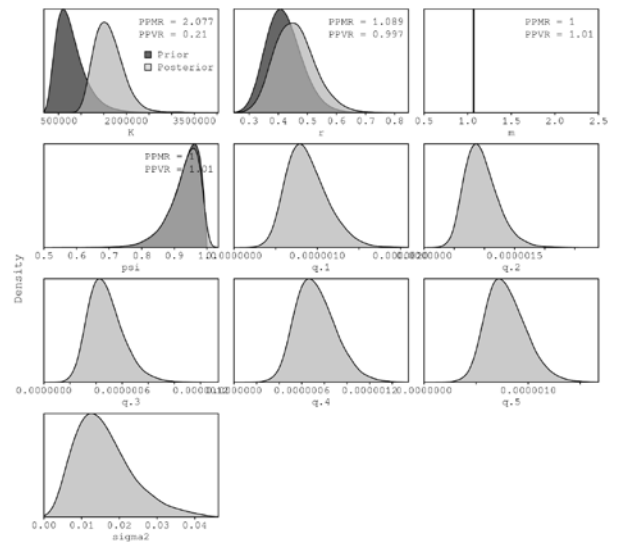 PPMR = 2.077
PPVR = 0.21
Prior
Posterior
500000 2000000 3500000
K
PPMR = 1.089
PPVR = 0.997
0.3 0.4 0.5 0.6 0.7 0.8
r
PPMR = 1
PPVR = 1.01
0.5 1.0 1.5 2.0 2.5
m
PPMR = 1
PPVR = 1.01
0.5 0.6 0.7 0.8 0.9
psi
0.0000010
q.1
0.0000015
q.2
Density
0.0000000 0.0000006
q.3
0.0000006 0.0000012
q.4
0.0000010
q.5
0.00 0.01 0.02 0.03 0.04
sigma2